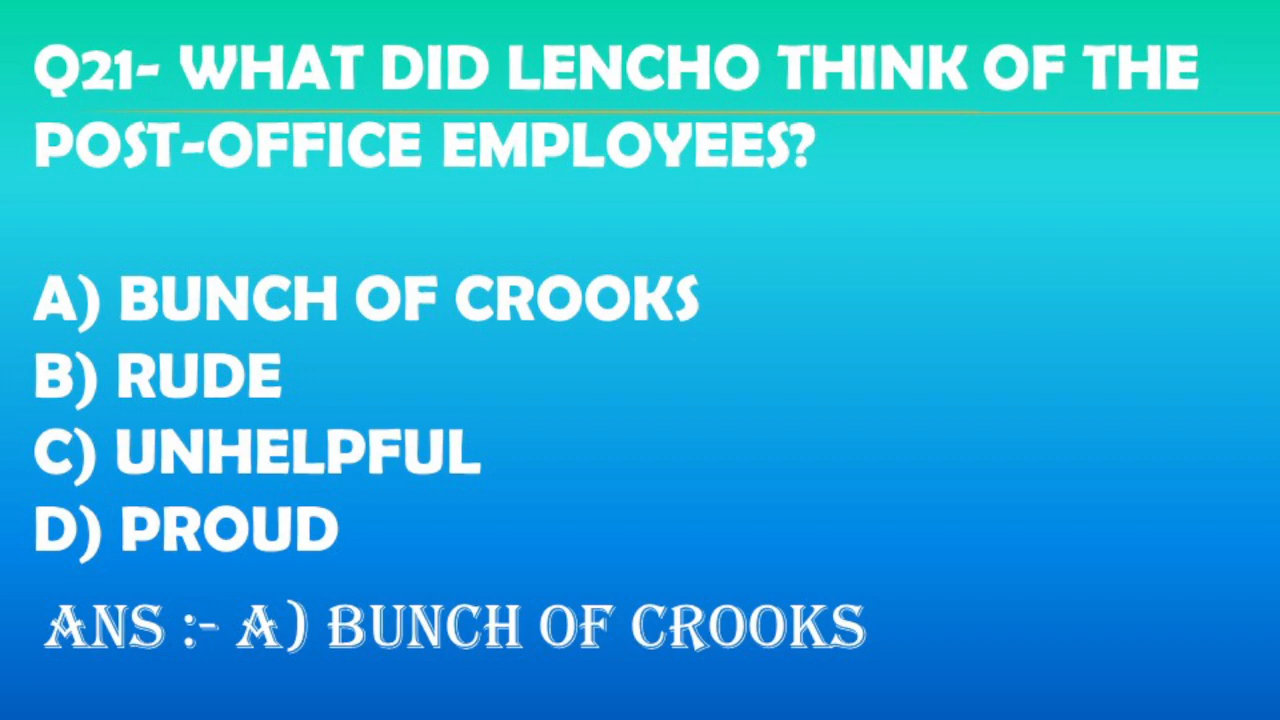 Q21- WHAT DID LENCHO THINK OF THE
POST-OFFICE EMPLOYEES?
A) BUNCH OF CROOKS
B) RUDE
C) UNHELPFUL
D) PROUD
ANS :- A) BUNCH OF CROOKS